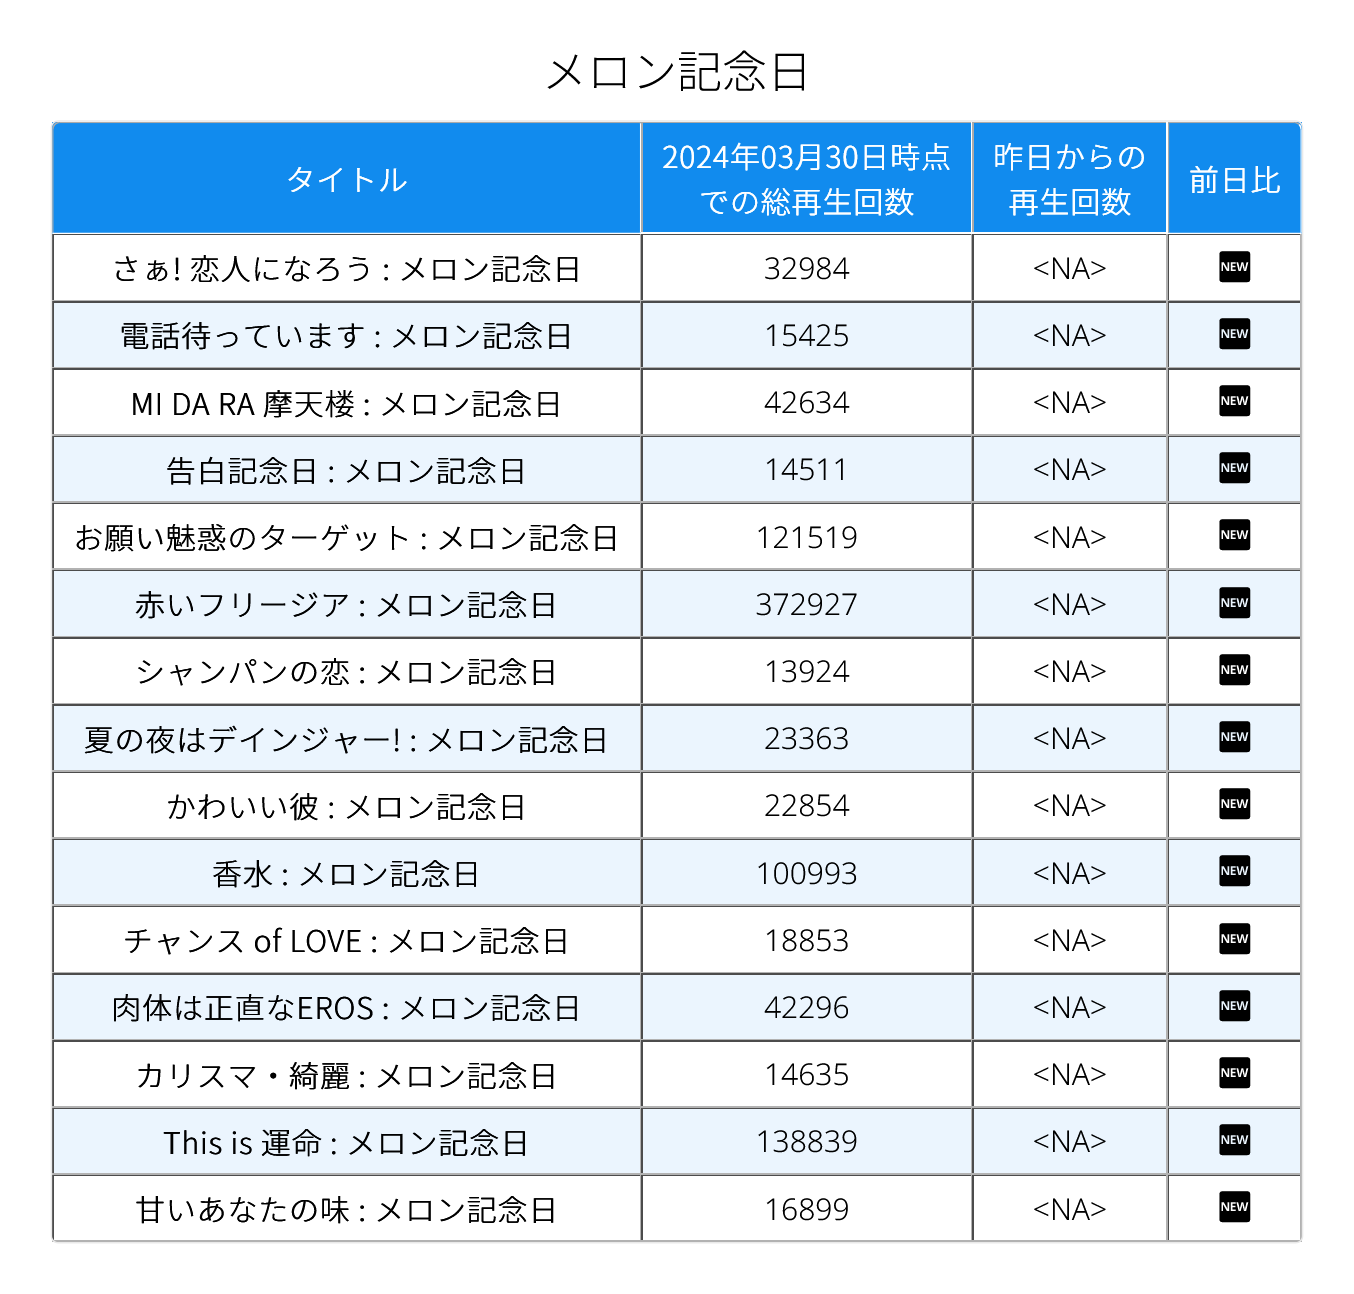 メロン記念日
タイトル
2024年03月30日時点
での総再生回数
昨日からの
再生回数
前日比
さぁ! 恋人になろう : メロン記念日 32984 <NA> NEW
電話待っています : メロン記念日 15425 <NA> NEW
MI DA RA 摩天楼 : メロン記念日 42634 <NA> NEW
告白記念日 : メロン記念日 14511 <NA> NEW
お願い魅惑のターゲット : メロン記念日 121519 <NA> NEW
赤いフリージア : メロン記念日 372927 <NA> NEW
シャンパンの恋 : メロン記念日 13924 <NA> NEW
夏の夜はデインジャー! : メロン記念日 23363 <NA> NEW
かわいい彼 : メロン記念日 22854 <NA> NEW
香水 : メロン記念日 100993 <NA> NEW
チャンス of LOVE : メロン記念日 18853 <NA> NEW
肉体は正直なEROS : メロン記念日 42296 <NA> NEW
カリスマ・綺麗 : メロン記念日 14635 <NA> NEW
This is 運命 : メロン記念日 138839 <NA> NEW
甘いあなたの味 : メロン記念日 16899 <NA> NEW